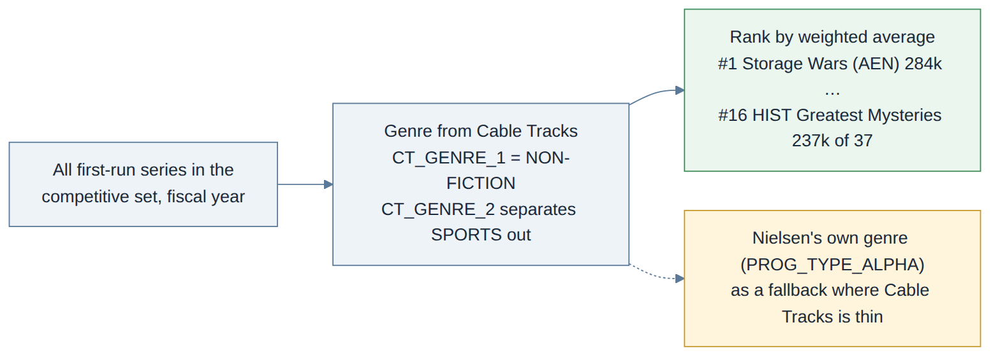 All first-run series in the
competitive set, fiscal year
Genre from Cable Tracks
CT_GENRE_1 = NON-
FICTION
CT_GENRE_2 separates
SPORTS out
Rank by weighted average
#1 Storage Wars (AEN) 284k
…
#16 HIST Greatest Mysteries
237k of 37
Nielsen's own genre
(PROG_TYPE_ALPHA)
as a fallback where Cable
Tracks is thin